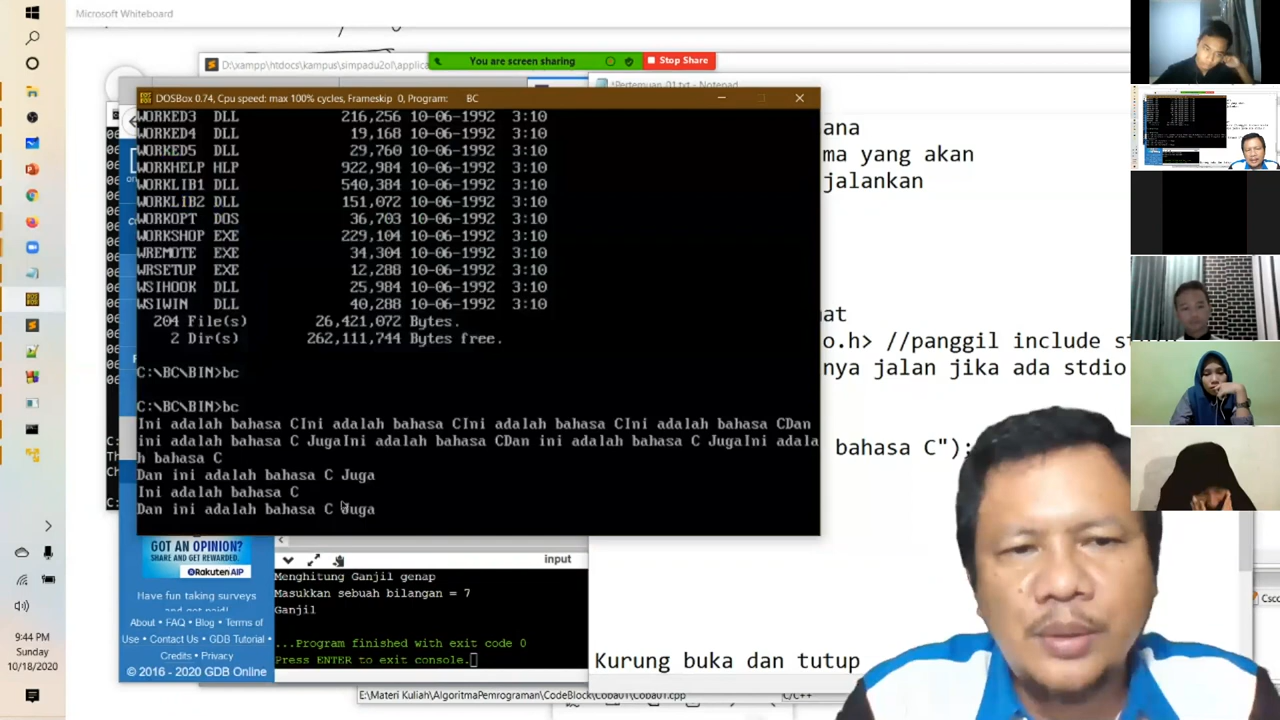 Microsoft Whiteboard
D:\xampp\htdocs\kampus\simpadu2ol\applica
You are screen sharing
Stop Share
*Pertemuan 01.txt - Notepad
DOSBox 0.74, Cpu speed: max 100% cycles, Frameskip 0, Program: BC
WORKED3 DLL 216,256 10-06-1992 3:10
WORKED4 DLL 19,168 10-06-1992 3:10
WORKED5 DLL 29,760 10-06-1992 3:10
10-06-1992 3:10
WORKLIB1 DLL 540,384 10-06-1992 3:10
WORKLIB2 DLL 151,072 10-06-1992 3:10
WORKOPT DOS 36,703 10-06-1992 3:10
WORKSHOP EXE 229,104 10-06-1992 3:10
WREMOTE EXE 34,304 10-06-1992 3:10
WRSETUP EXE 12,288 10-06-1992 3:10
WSIHOOK DLL 25,984 10-06-1992 3:10
WSIWIN DLL 40,288 10-06-1992 3:10
204 File(s) 26,421,072 Bytes.
2 Dir(s) 262,111,744 Bytes free.
C:\BC\BIN>bc
C:\BC\BIN>bc
Ini adalah bahasa CIni adalah bahasa CIni adalah bahasa CIni adalah bahasa CDan
ini adalah bahasa C JugaIni adalah bahasa CDan ini adalah bahasa C JugaIni adala
h bahasa C
Dan ini adalah bahasa C Juga
Ini adalah bahasa C
Dan ini adalah bahasa C Juga
ana
ma yang akan
jalankan
at
o.h> //panggil include s
nya jalan jika ada stdio
bahasa C");
Kurung buka dan tutup
GOT AN OPINION?
SHARE AND GET REWARDED.
Rakuten AIP
Have fun taking surveys
and get paid!
About • FAQ • Blog • Terms of
Use • Contact Us • GDB Tutorial •
Credits • Privacy
© 2016 - 2020 GDB Online
input
Menghitung Ganjil genap
Masukkan sebuah bilangan = 7
Ganjil
...Program finished with exit code 0
Press ENTER to exit console.
E:\Materi Kuliah\AlgoritmaPemrograman\CodeBlock\Coba01\Coba01.cpp
C/C++
9:44 PM
Sunday
10/18/2020